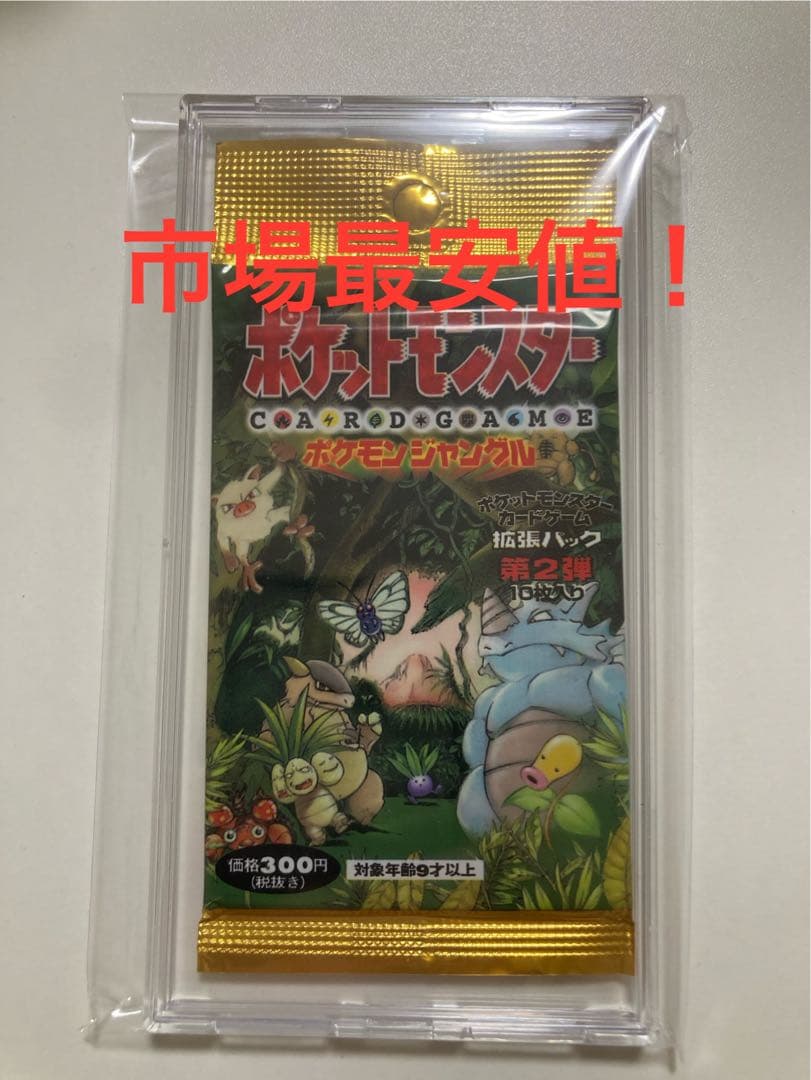 市場最安値！
ポケットモンスター
CARDGAME
ポケモンジャングル
ポケットモンスター
カードゲーム
拡張パック
第2弾
10枚入り
価格300円
(税抜き)
対象年齢9才以上